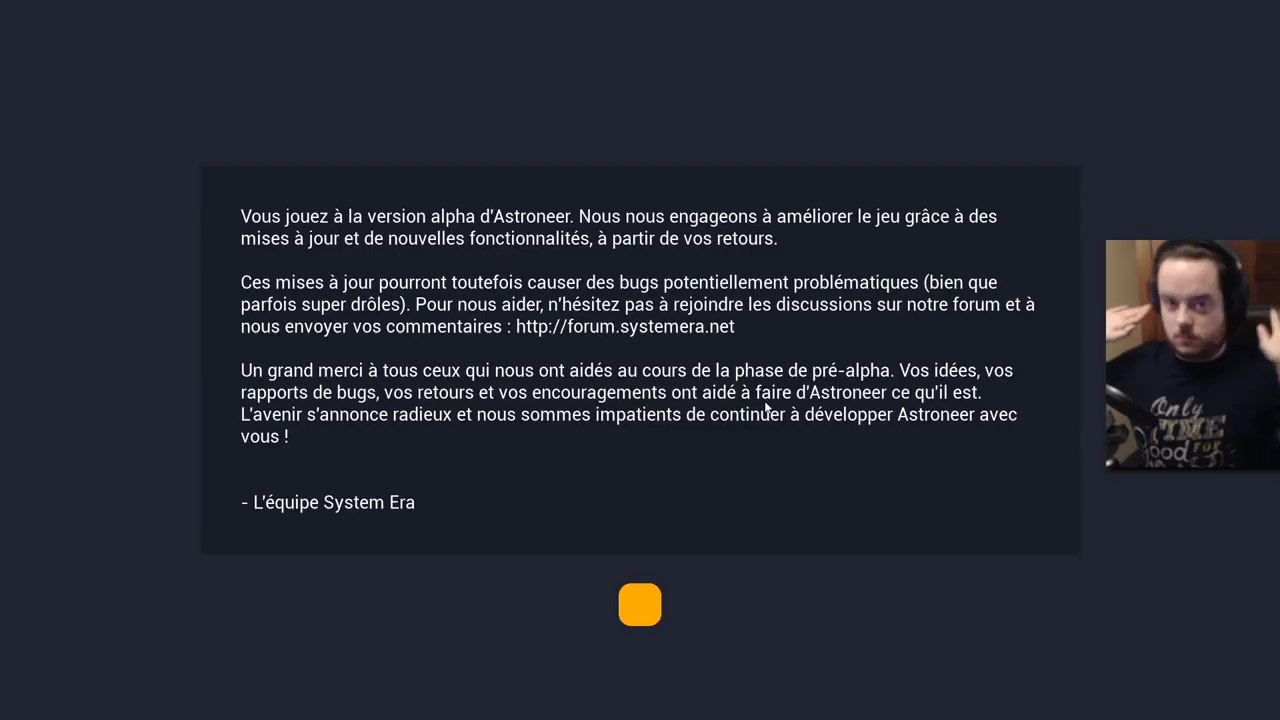 Vous jouez à la version alpha d'Astroneer. Nous nous engageons à améliorer le jeu grâce à des
mises à jour et de nouvelles fonctionnalités, à partir de vos retours.
Ces mises à jour pourront toutefois causer des bugs potentiellement problématiques (bien que
parfois super drôles). Pour nous aider, n'hésitez pas à rejoindre les discussions sur notre forum et à
nous envoyer vos commentaires : http://forum.systemera.net
Un grand merci à tous ceux qui nous ont aidés au cours de la phase de pré-alpha. Vos idées, vos
rapports de bugs, vos retours et vos encouragements ont aidé à faire d'Astroneer ce qu'il est.
L'avenir s'annonce radieux et nous sommes impatients de continuer à développer Astroneer avec
vous !
- L'équipe System Era
Only
TIME
FOR